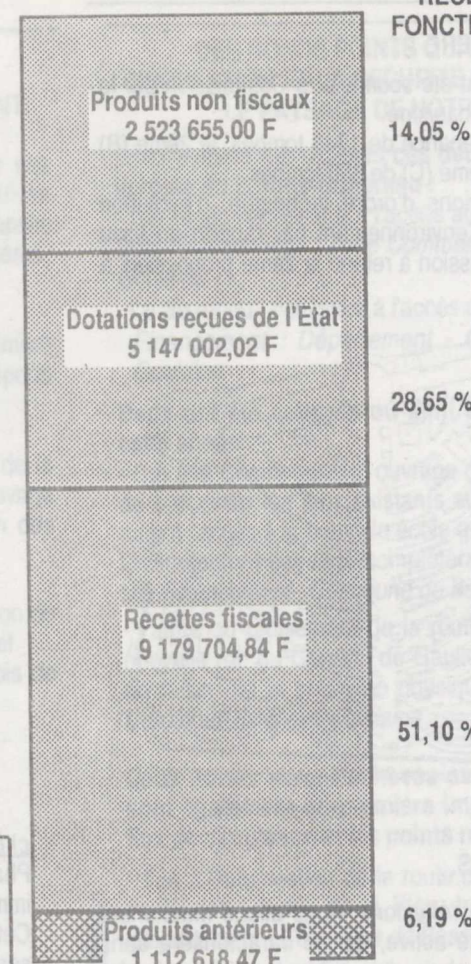 FONCTI
Produits non fiscaux
2 523 655,00 F
14,05 %
Dotations reçues de l'Etat
5 147 002,02 F
28,65 %
Recettes fiscales
9 179 704,84 F
51,10 %
6,19 %
Produits antérieurs
1 112 618,47 F